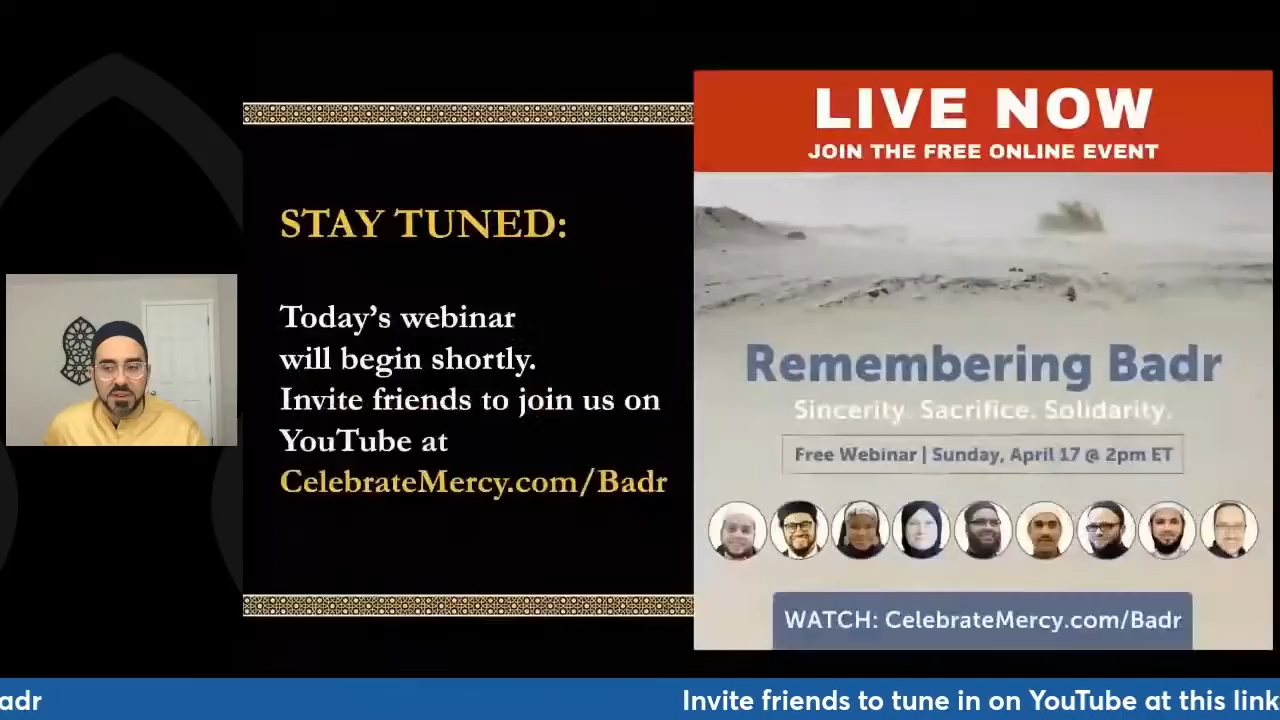 STAY TUNED:
Today's webinar
will begin shortly.
Invite friends to join us on
YouTube at
CelebrateMercy.com/Badr
LIVE NOW
JOIN THE FREE ONLINE EVENT
Remembering Badr
Sincerity. Sacrifice. Solidarity.
Free Webinar | Sunday, April 17 @ 2pm ET
WATCH: CelebrateMercy.com/Badr
adr
Invite friends to tune in on YouTube at this link